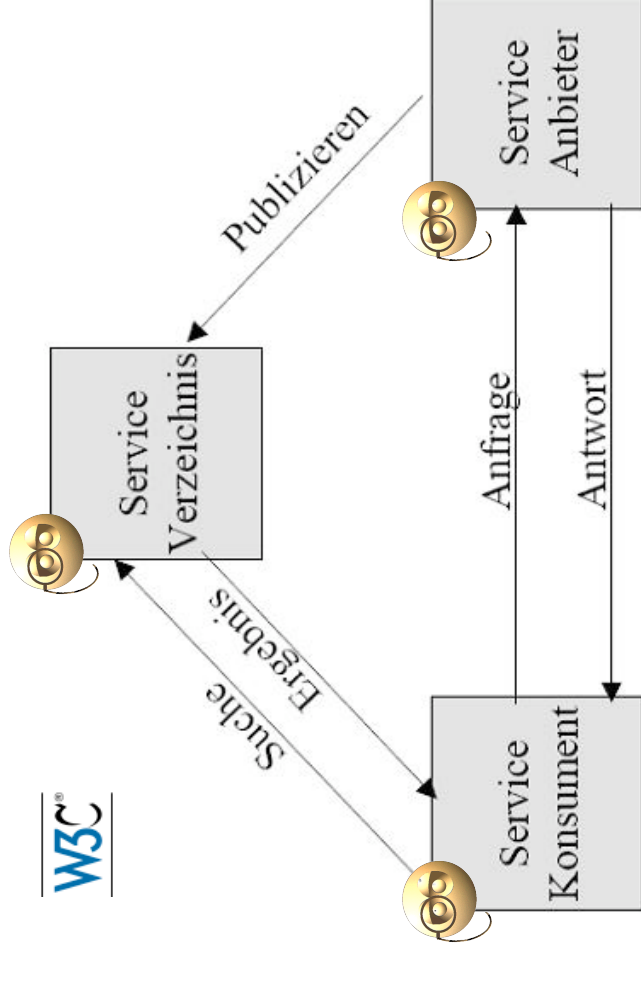 W3C®
Service
Verzeichnis
Suche
Ergebnis
Publizieren
Service
Konsument
Anfrage
Antwort
Service
Anbieter